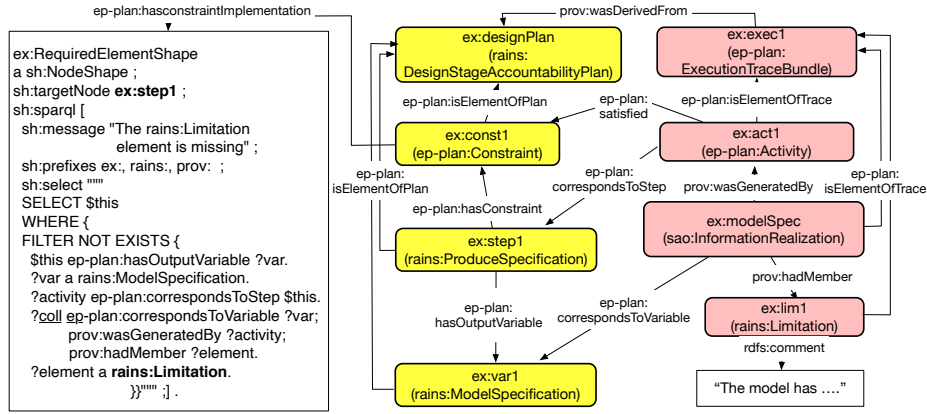 ep-plan:hasconstraintImplementation
prov:wasDerivedFrom
ex:RequiredElementShape
a sh:NodeShape ;
sh:targetNode ex:step1 ;
sh:sparql [
sh:message "The rains:Limitation
element is missing" ;
sh:prefixes ex:, rains:, prov: ;
sh:select """
SELECT $this
WHERE {
FILTER NOT EXISTS {
$this ep-plan:hasOutputVariable ?var.
?var a rains:ModelSpecification.
?activity ep-plan:correspondsToStep $this.
?coll ep-plan:correspondsToVariable ?var;
prov:wasGeneratedBy ?activity;
prov:hadMember ?element.
?element a rains:Limitation.
}}""" ;] .
ex:designPlan
(rains:
DesignStageAccountabilityPlan)
ex:exec1
(ep-plan:
ExecutionTraceBundle)
ep-plan:isElementOfPlan
ep-plan:
satisfied
ep-plan:isElementOfTrace
ex:const1
(ep-plan:Constraint)
ex:act1
(ep-plan:Activity)
ep-plan:
isElementOfPlan
ep-plan:
correspondsToStep
prov:wasGeneratedBy
ep-plan:
isElementOfTrace
ep-plan:hasConstraint
ex:step1
(rains:ProduceSpecification)
ex:modelSpec
(sao:InformationRealization)
prov:hadMember
ep-plan:
hasOutputVariable
ep-plan:
correspondsToVariable
ex:lim1
(rains:Limitation)
rdfs:comment
ex:var1
(rains:ModelSpecification)
“The model has ....”